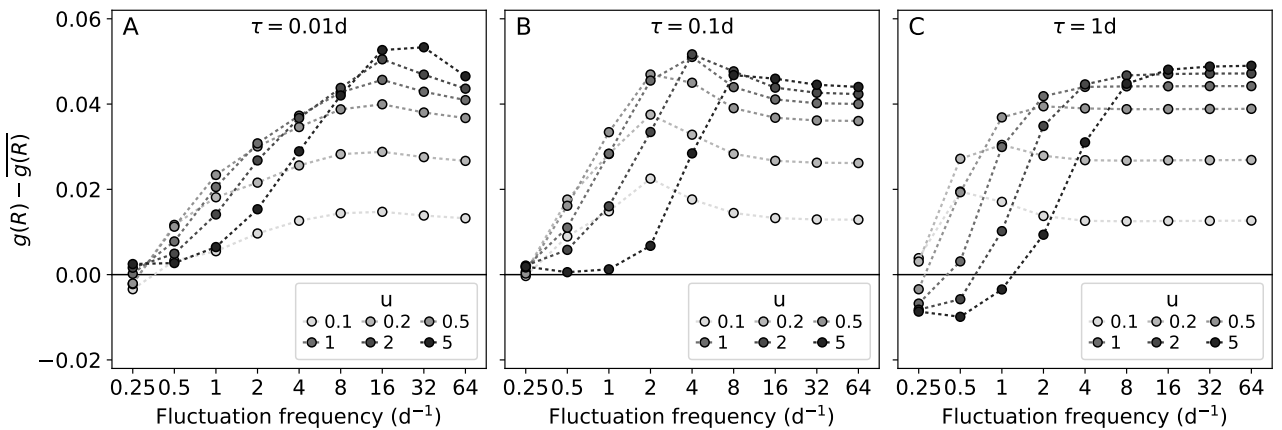 A
τ = 0.01d
B
τ = 0.1d
C
τ = 1d
0.06
0.04
0.02
0.00
−0.02
g(R) − g(R)
u
0.1 0.2 0.5
1 2 5
u
0.1 0.2 0.5
1 2 5
u
0.1 0.2 0.5
1 2 5
0.25 0.5 1 2 4 8 16 32 64
0.25 0.5 1 2 4 8 16 32 64
0.25 0.5 1 2 4 8 16 32 64
Fluctuation frequency (d⁻¹)
Fluctuation frequency (d⁻¹)
Fluctuation frequency (d⁻¹)